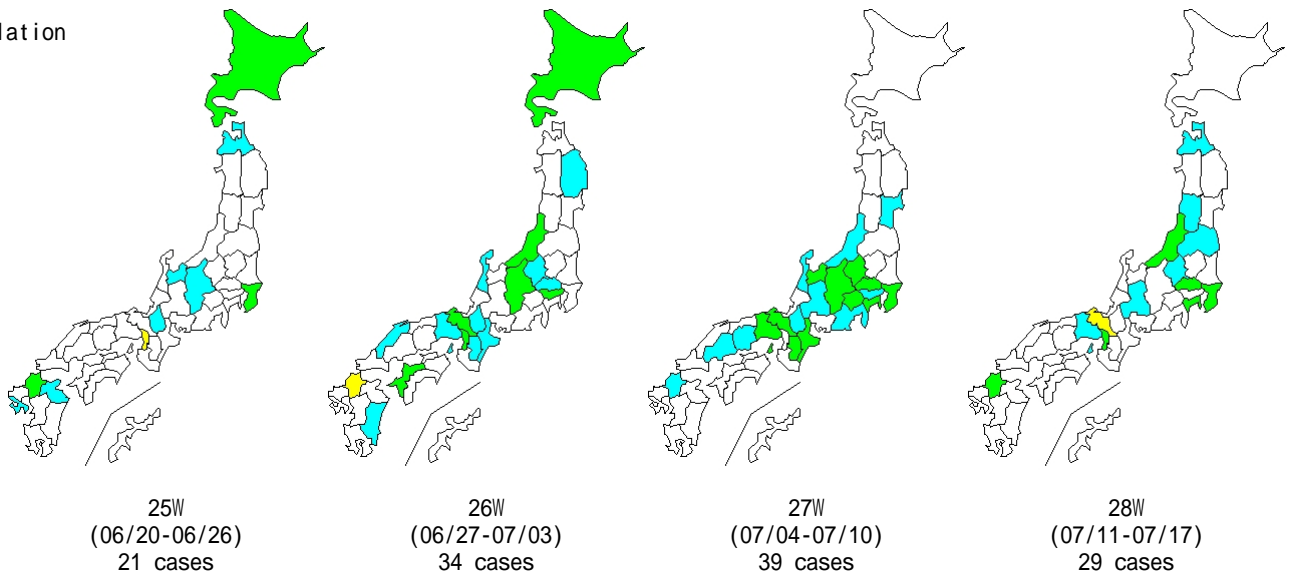 lation
25W
(06/20-06/26)
21 cases
26W
(06/27-07/03)
34 cases
27W
(07/04-07/10)
39 cases
28W
(07/11-07/17)
29 cases